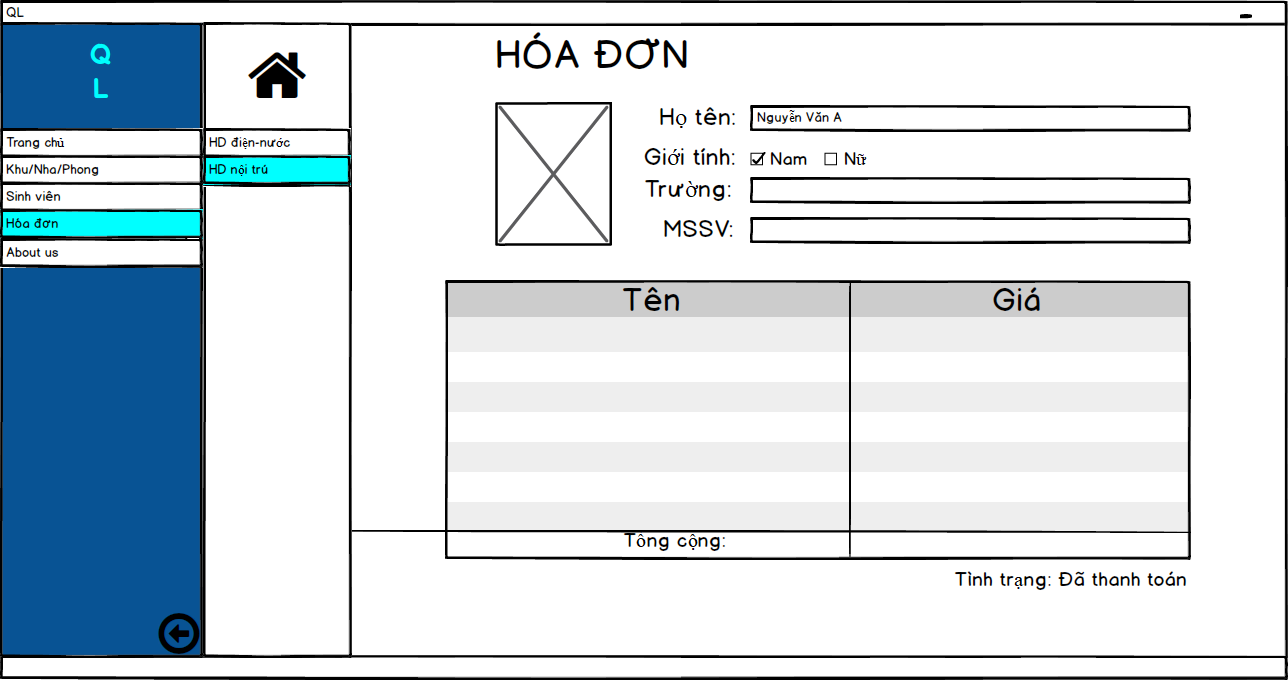 QL
Q
L
Trang chủ
Khu/Nha/Phong
Sinh viên
Hóa đơn
About us
HD điện-nước
HD nội trú
HÓA ĐƠN
Họ tên: Nguyễn Văn A
Giới tính: Nam Nữ
Trường:
MSSV:
Tên Giá
Tông cộng:
Tình trạng: Đã thanh toán